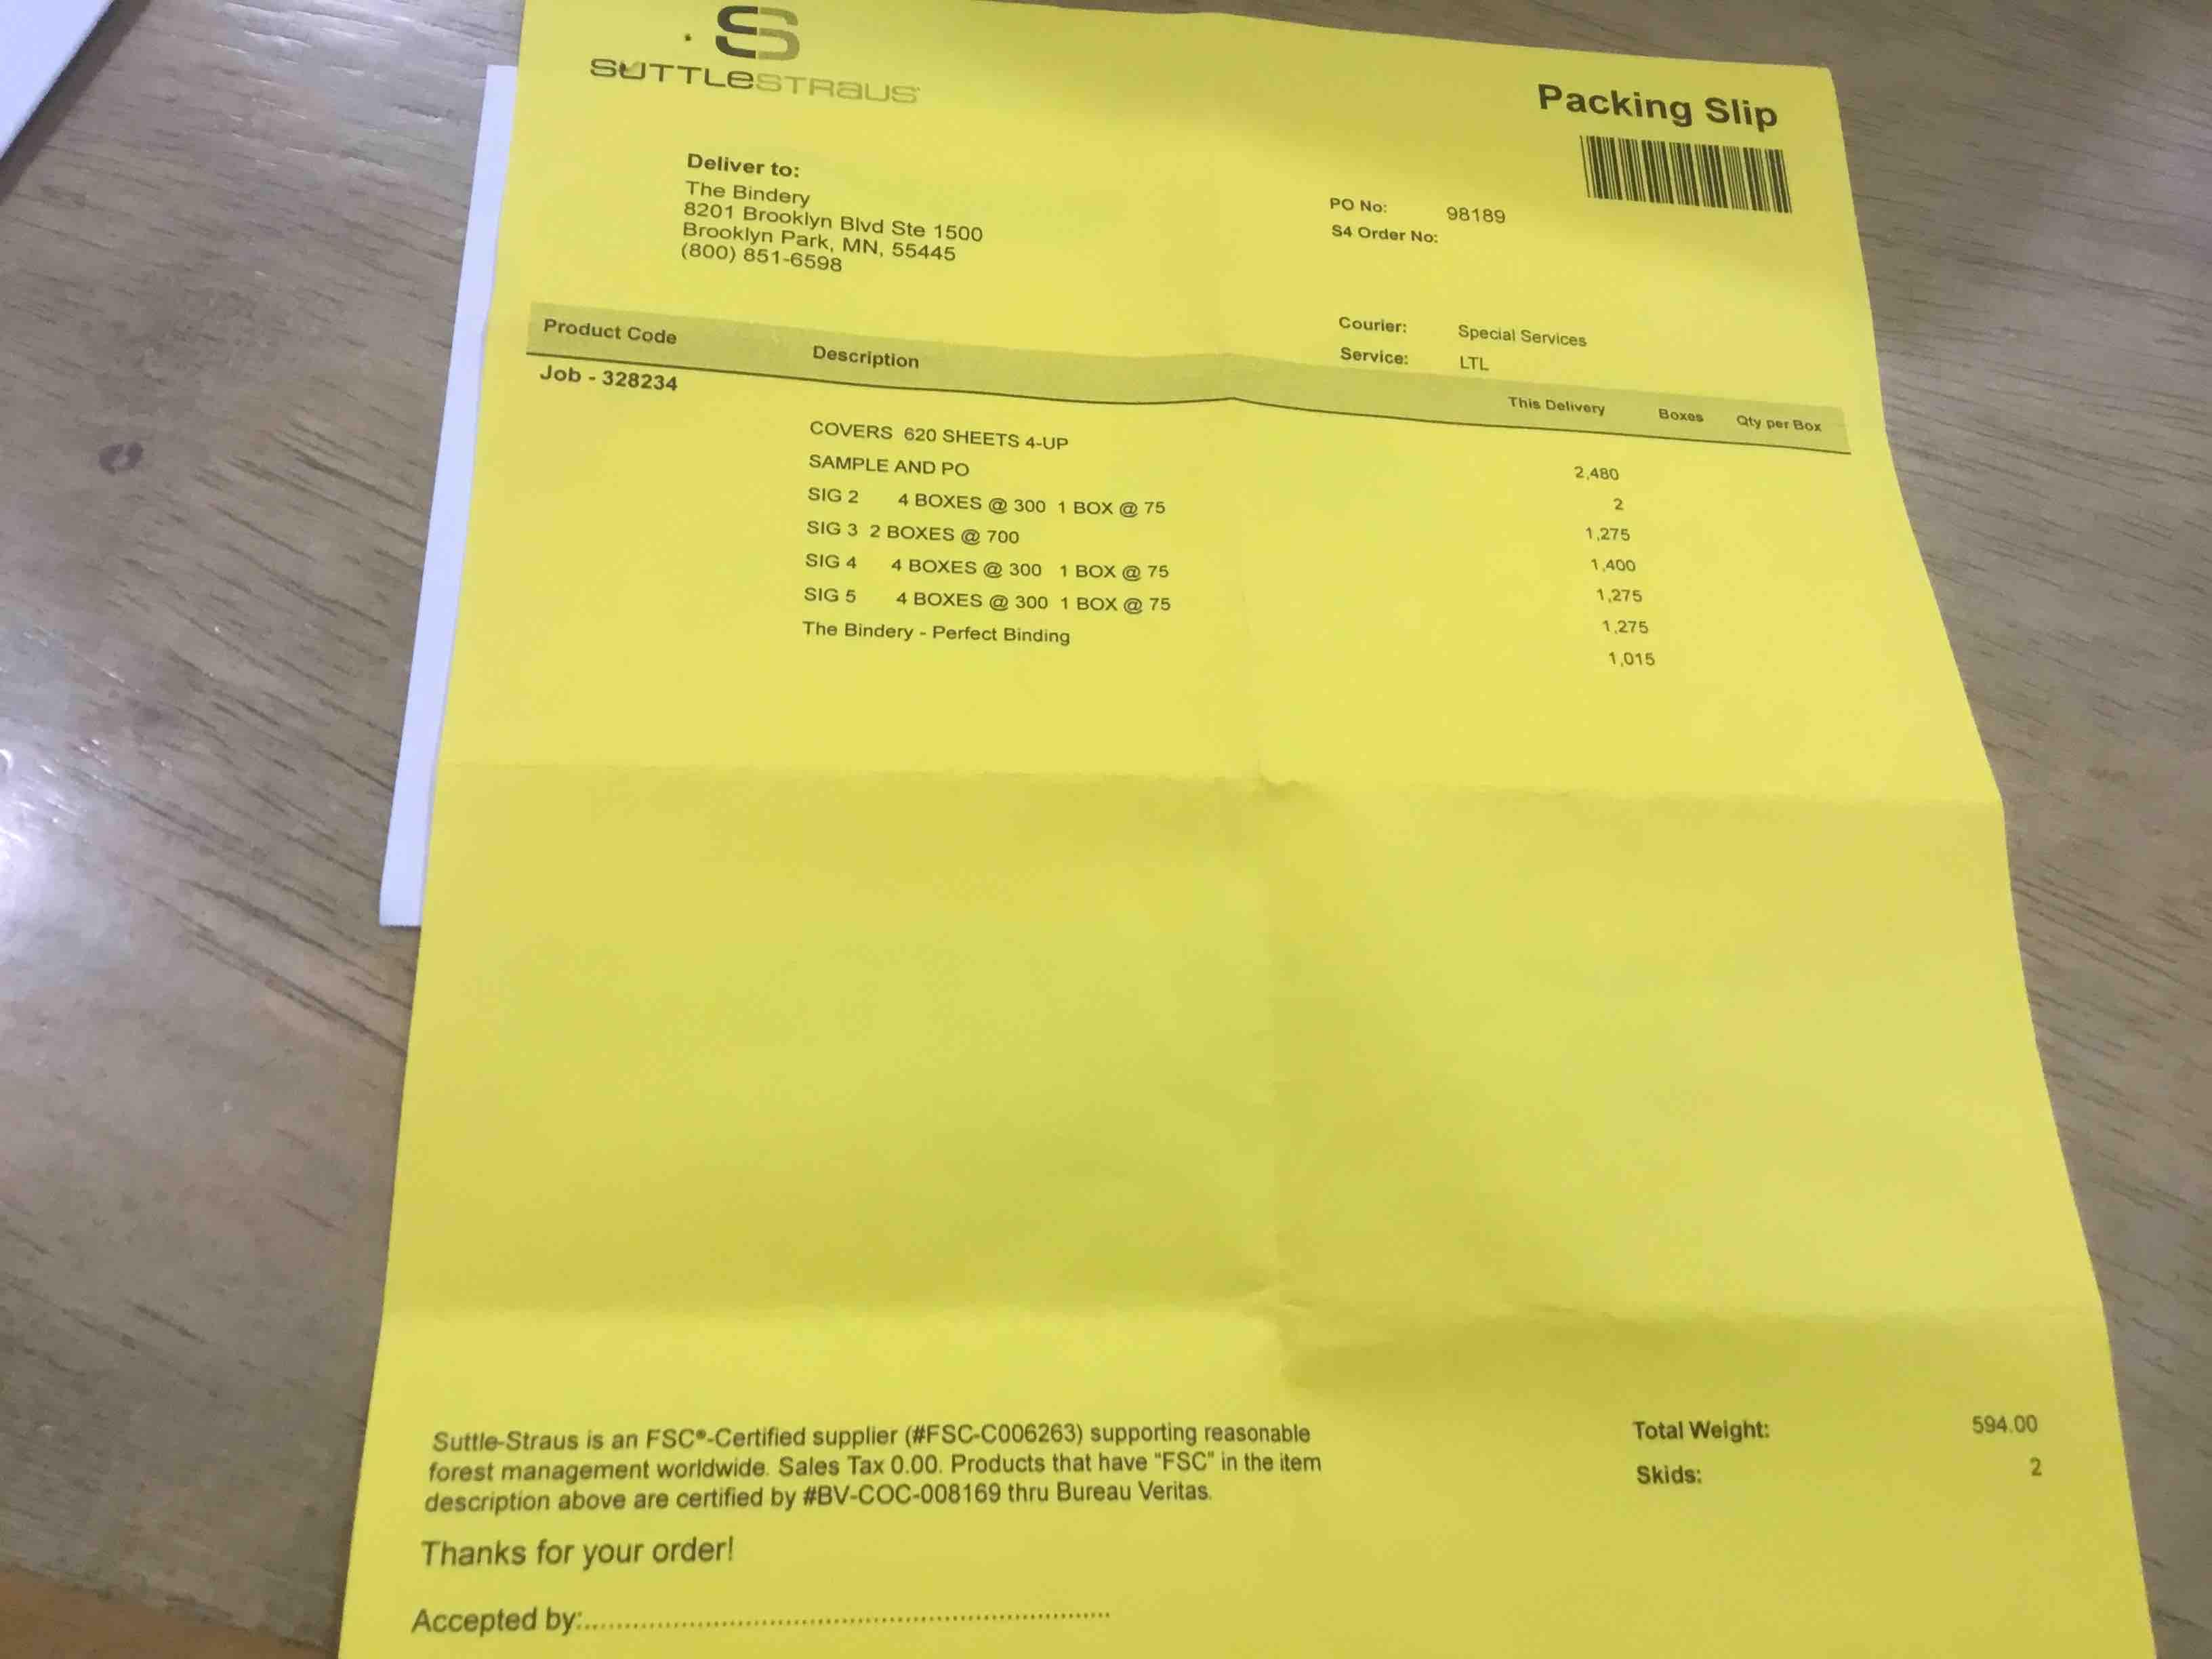 SUTTLESTRAUS
Packing Slip
Deliver to:
The Bindery
8201 Brooklyn Blvd Ste 1500
Brooklyn Park, MN, 55445
(800) 851-6598
PO No: 98189
S4 Order No:
Courier: Special Services
Service: LTL
Product Code Description This Delivery Boxes Qty per Box
Job - 328234
COVERS 620 SHEETS 4-UP 2,480
SAMPLE AND PO 2
SIG 2 4 BOXES @ 300 1 BOX @ 75 1,275
SIG 3 2 BOXES @ 700 1,400
SIG 4 4 BOXES @ 300 1 BOX @ 75 1,275
SIG 5 4 BOXES @ 300 1 BOX @ 75 1,275
The Bindery - Perfect Binding 1,015
Suttle-Straus is an FSC®-Certified supplier (#FSC-C006263) supporting reasonable
forest management worldwide. Sales Tax 0.00. Products that have "FSC" in the item
description above are certified by #BV-COC-008169 thru Bureau Veritas.
Total Weight: 594.00
Skids: 2
Thanks for your order!
Accepted by: